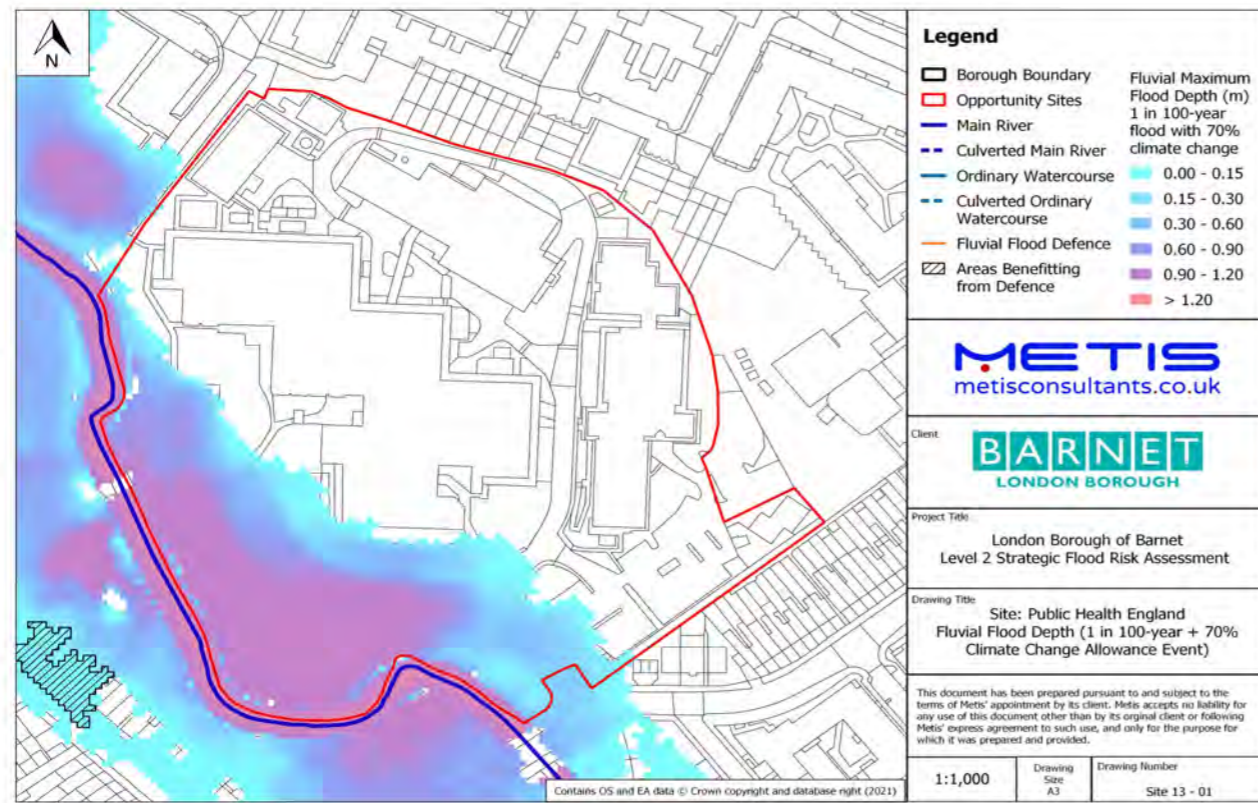 N
Legend
Borough Boundary
Opportunity Sites
Main River
Culverted Main River
Ordinary Watercourse
Culverted Ordinary
Watercourse
Fluvial Flood Defence
Areas Benefitting
from Defence
Fluvial Maximum
Flood Depth (m)
1 in 100-year
flood with 70%
climate change
0.00 - 0.15
0.15 - 0.30
0.30 - 0.60
0.60 - 0.90
0.90 - 1.20
> 1.20
METIS
metisconsultants.co.uk
Client
BARNET
LONDON BOROUGH
Project Title
London Borough of Barnet
Level 2 Strategic Flood Risk Assessment
Drawing Title
Site: Public Health England
Fluvial Flood Depth (1 in 100-year + 70%
Climate Change Allowance Event)
This document has been prepared pursuant to and subject to the
terms of Metis' appointment by its client. Metis accepts no liability for
any use of this document other than by its orginal client or following
Metis' express agreement to such use, and only for the purpose for
which it was prepared and provided.
1:1,000
Drawing
Size
A3
Drawing Number
Site 13 - 01
Contains OS and EA data © Crown copyright and database right (2021)